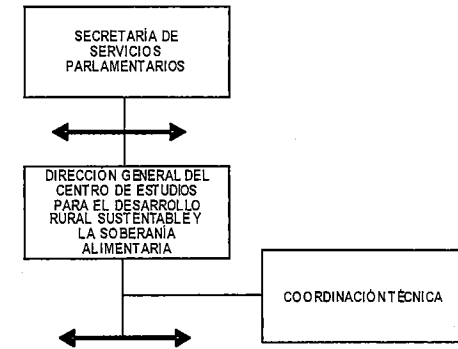 SECRETARÍA DE
SERVICIOS
PARLAMENTARIOS
DIRECCIÓN GENERAL DEL
CENTRO DE ESTUDIOS
PARA EL DESARROLLO
RURAL SUSTENTABLE Y
LA SOBERANÍA
ALIMENTARIA
COORDINACIÓN TÉCNICA